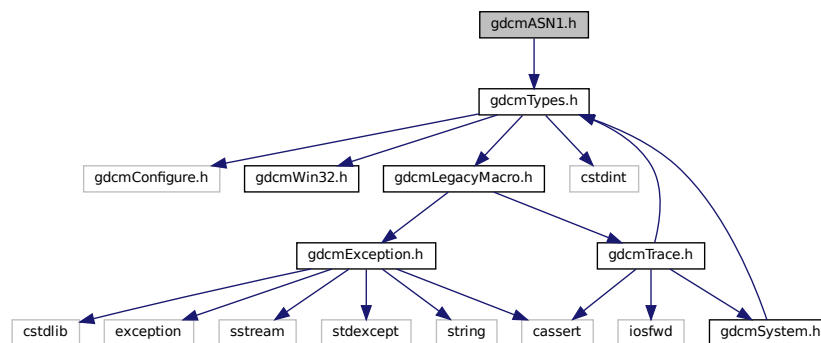 gdcmASN1.h
gdcmTypes.h
gdcmConfigure.h
gdcmWin32.h
gdcmLegacyMacro.h
cstdint
gdcmException.h
gdcmTrace.h
cstdlib
exception
sstream
stdexcept
string
cassert
iosfwd
gdcmSystem.h